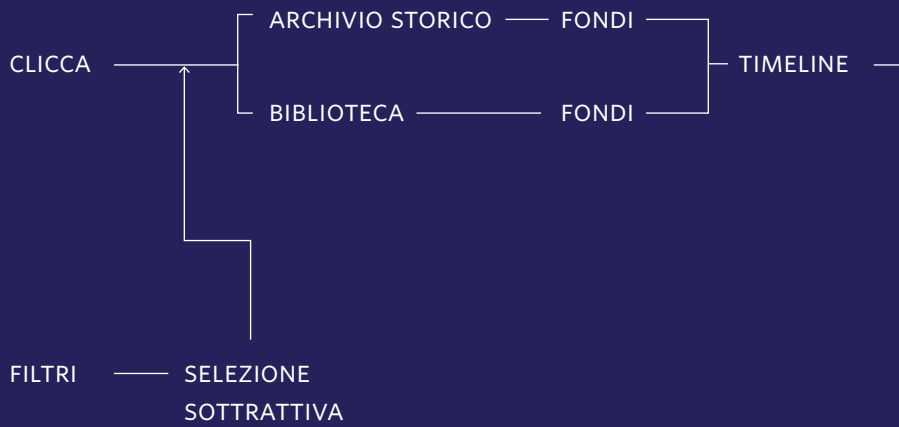 ARCHIVIO STORICO FONDI
CLICCA TIMELINE
BIBLIOTECA FONDI
FILTRI SELEZIONE
SOTTRATTIVA